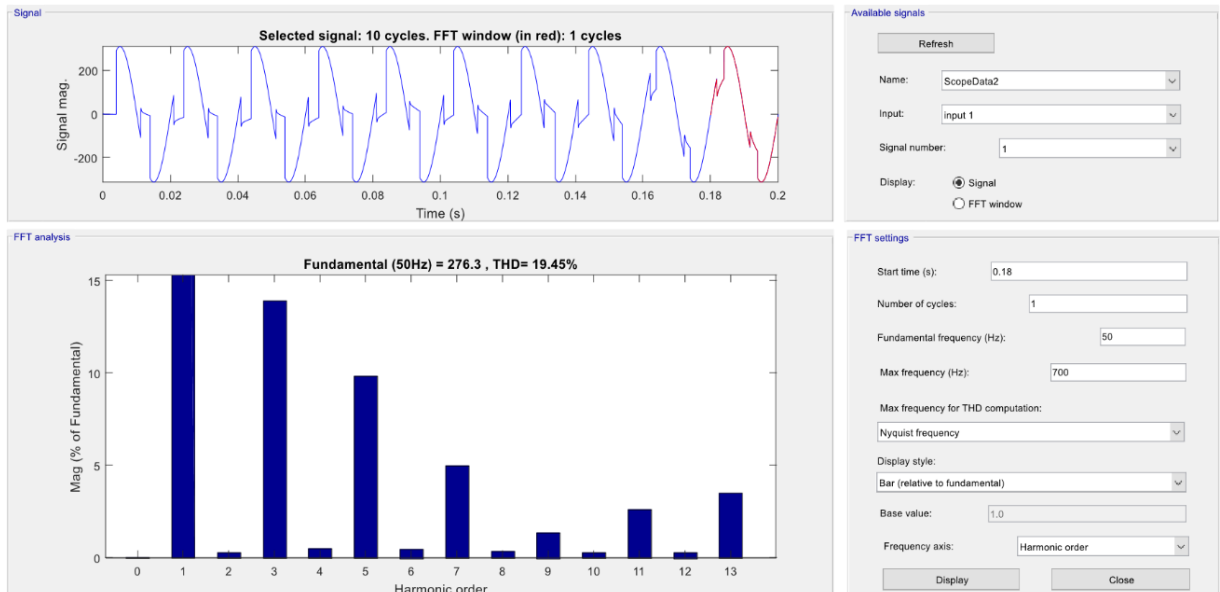 Signal
Selected signal: 10 cycles. FFT window (in red): 1 cycles
Signal mag.
200
0
-200
0 0.02 0.04 0.06 0.08 0.1 0.12 0.14 0.16 0.18 0.2
Time (s)
Available signals
Refresh
Name: ScopeData2
Input: input 1
Signal number: 1
Display: Signal
FFT window
FFT analysis
Fundamental (50Hz) = 276.3 , THD= 19.45%
Mag (% of Fundamental)
15
10
5
0
0 1 2 3 4 5 6 7 8 9 10 11 12 13
Harmonic order
FFT settings
Start time (s): 0.18
Number of cycles: 1
Fundamental frequency (Hz): 50
Max frequency (Hz): 700
Max frequency for THD computation:
Nyquist frequency
Display style:
Bar (relative to fundamental)
Base value: 1.0
Frequency axis: Harmonic order
Display Close